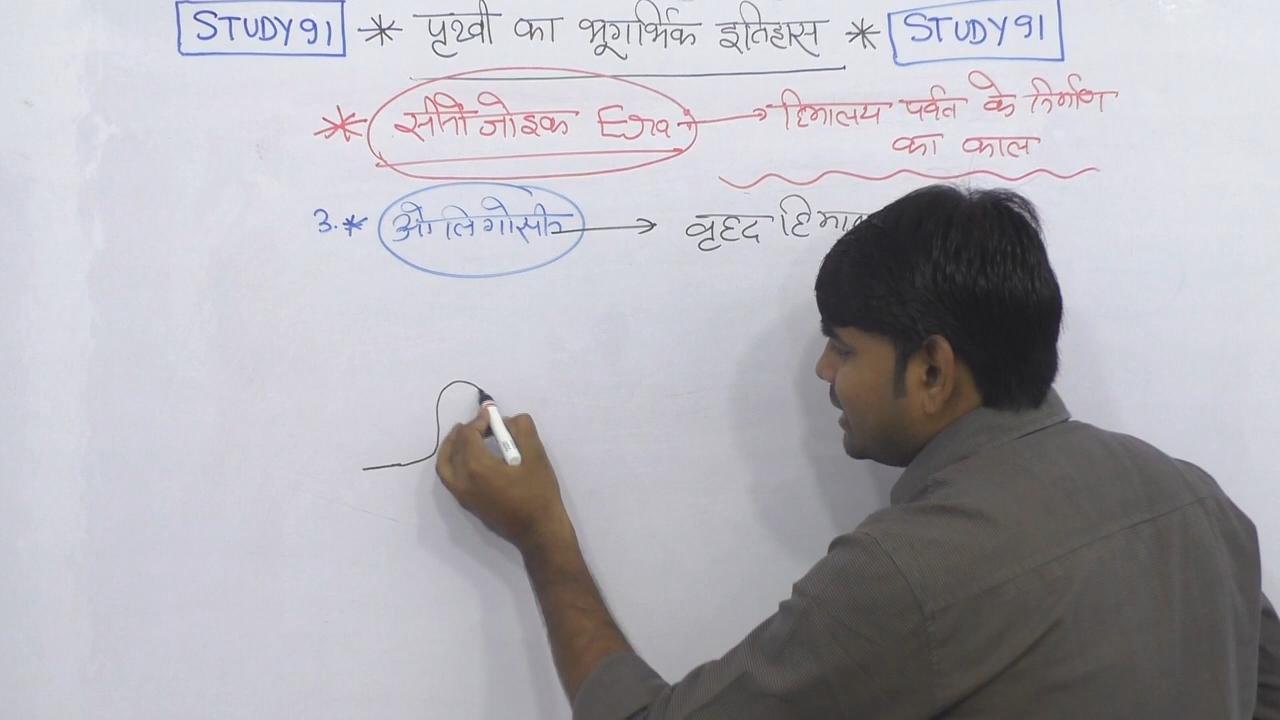 STUDY91 * पृथ्वी का भूगर्भिक इतिहास * STUDY91
* सीनोजोइक Era → हिमालय पर्वत के निर्माण
का काल
3.* ओलिगोसीन → वृहद